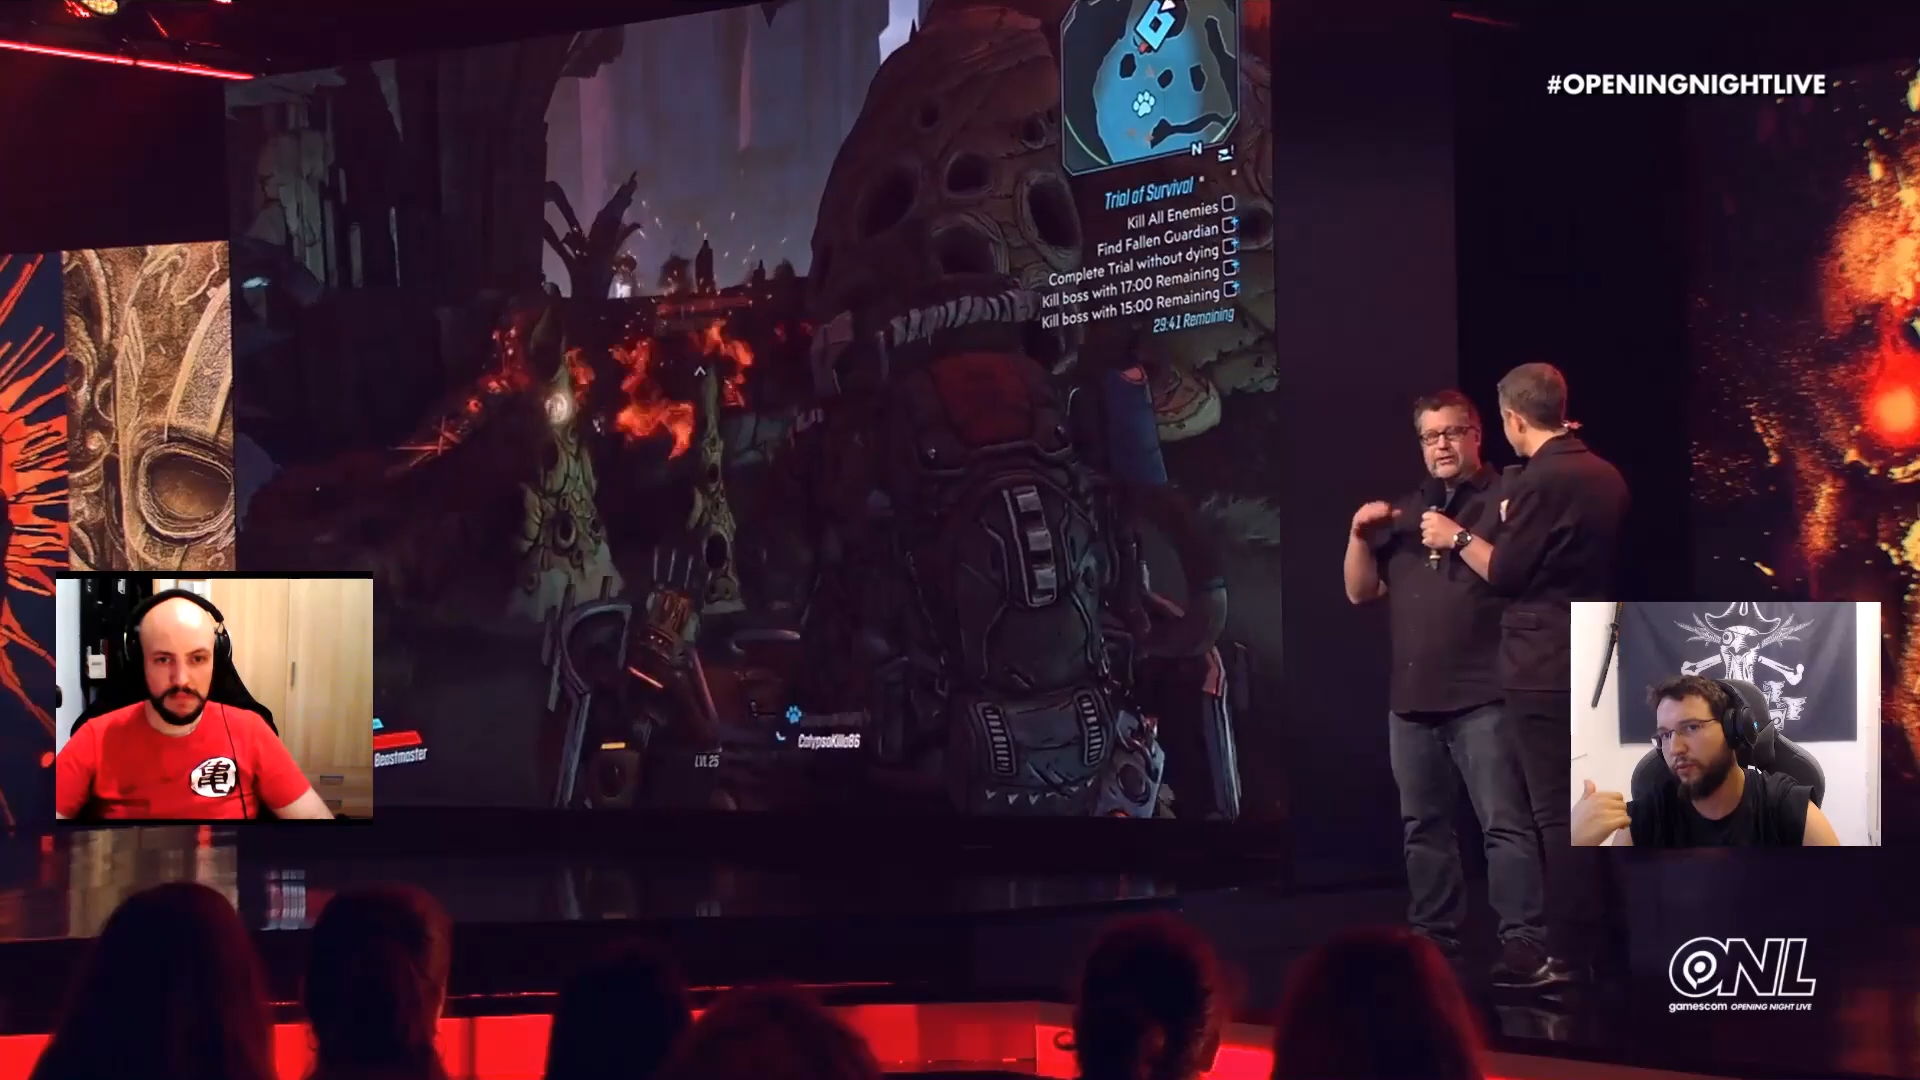 #OPENINGNIGHTLIVE
N
Trial of Survival
Kill All Enemies
Find Fallen Guardian
Complete Trial without dying
Kill boss with 17:00 Remaining
Kill boss with 15:00 Remaining
29:41 Remaining
亀
Beastmaster
LVL 25
CalypsoKilla86
ONL
gamescom OPENING NIGHT LIVE